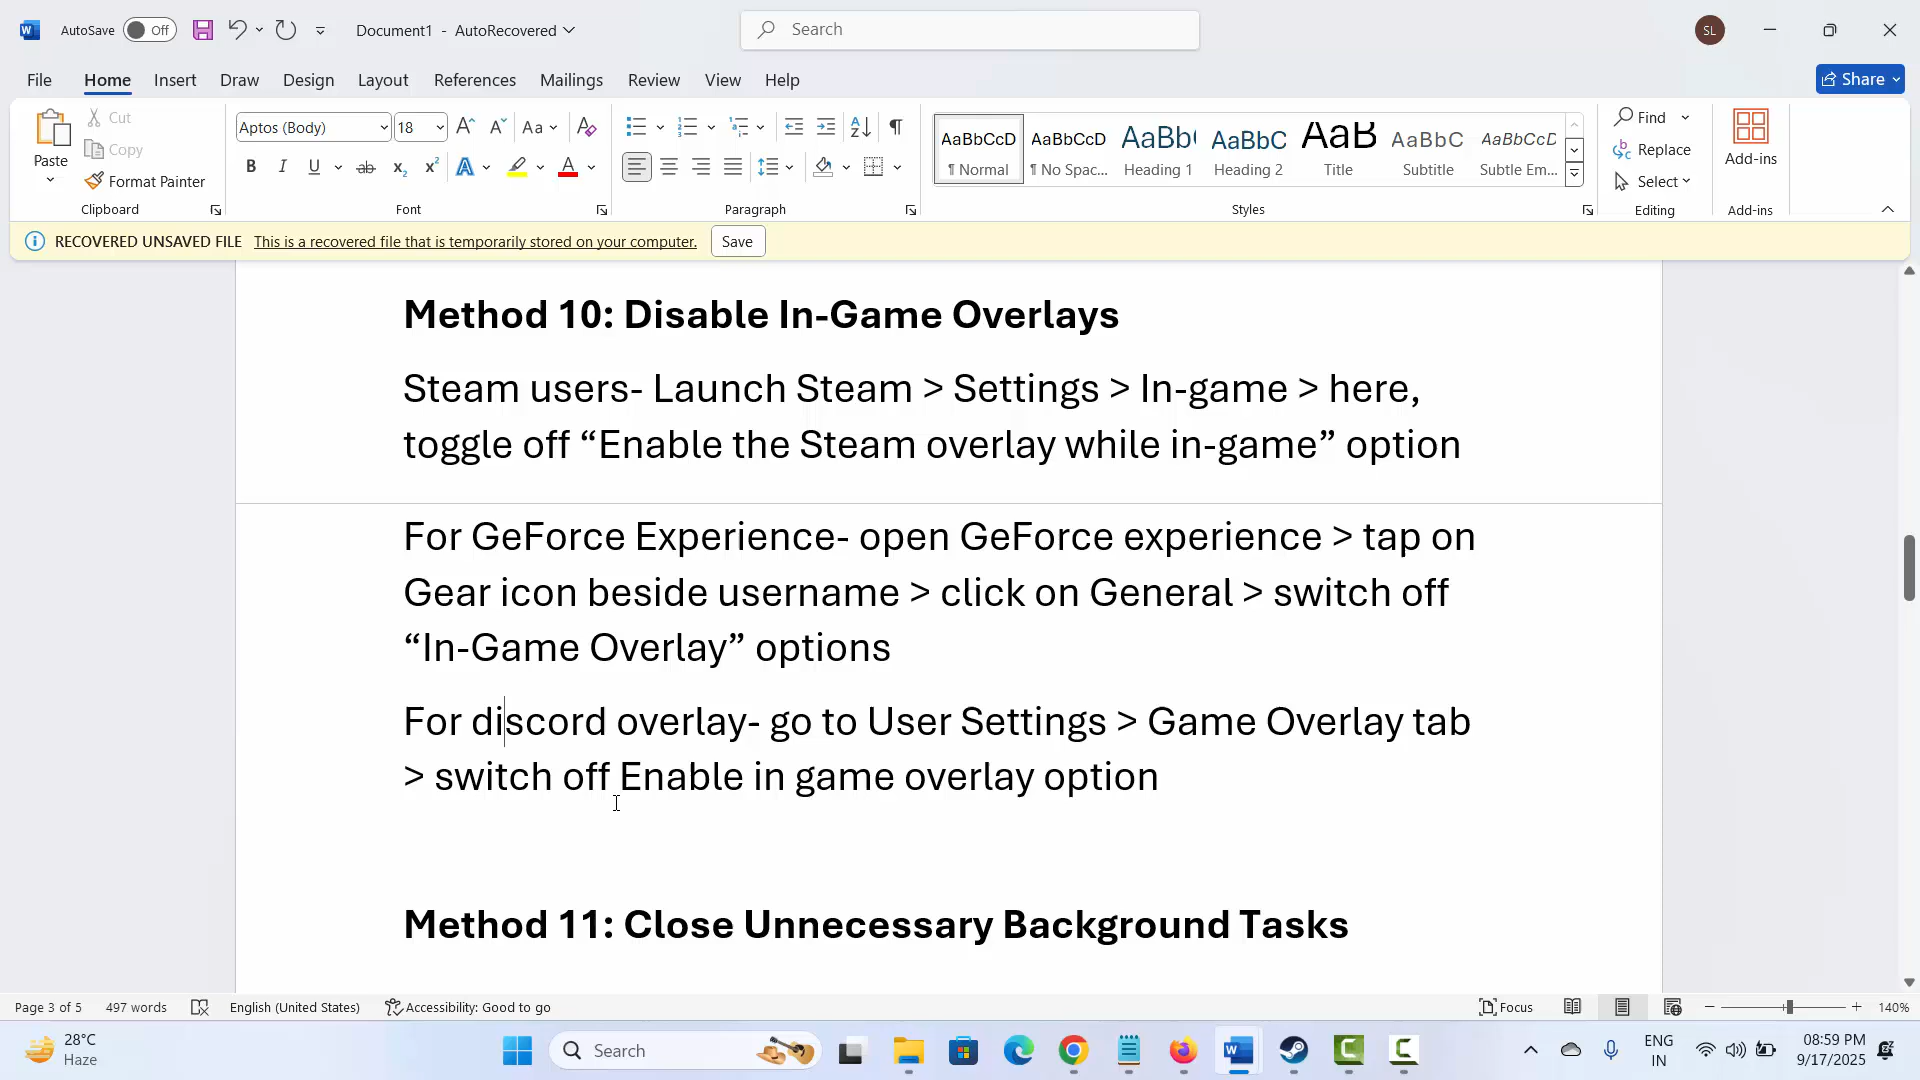 AutoSave Off Document1 - AutoRecovered Search SL
File Home Insert Draw Design Layout References Mailings Review View Help Share
Paste Cut Copy Format Painter Clipboard
Aptos (Body) 18 Aa
B I U ab x₂ x² A A Font
Paragraph
AaBbCcD ¶ Normal
AaBbCcD ¶ No Spac...
AaBb( Heading 1
AaBbC Heading 2
AaB Title
AaBbC Subtitle
AaBbCcD Subtle Em...
Styles
Find Replace Select Editing
Add-ins Add-ins
RECOVERED UNSAVED FILE This is a recovered file that is temporarily stored on your computer. Save
Method 10: Disable In-Game Overlays
Steam users- Launch Steam > Settings > In-game > here,
toggle off “Enable the Steam overlay while in-game” option
For GeForce Experience- open GeForce experience > tap on
Gear icon beside username > click on General > switch off
“In-Game Overlay” options
For discord overlay- go to User Settings > Game Overlay tab
> switch off Enable in game overlay option
Method 11: Close Unnecessary Background Tasks
Page 3 of 5 497 words English (United States) Accessibility: Good to go Focus 140%
28°C
Haze
Search
ENG
IN
08:59 PM
9/17/2025